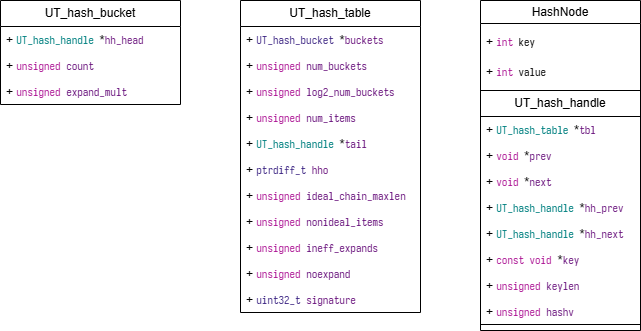 UT_hash_bucket
+ UT_hash_handle *hh_head
+ unsigned count
+ unsigned expand_mult
UT_hash_table
+ UT_hash_bucket *buckets
+ unsigned num_buckets
+ unsigned log2_num_buckets
+ unsigned num_items
+ UT_hash_handle *tail
+ ptrdiff_t hho
+ unsigned ideal_chain_maxlen
+ unsigned nonideal_items
+ unsigned ineff_expands
+ unsigned noexpand
+ uint32_t signature
HashNode
+ int key
+ int value
UT_hash_handle
+ UT_hash_table *tbl
+ void *prev
+ void *next
+ UT_hash_handle *hh_prev
+ UT_hash_handle *hh_next
+ const void *key
+ unsigned keylen
+ unsigned hashv